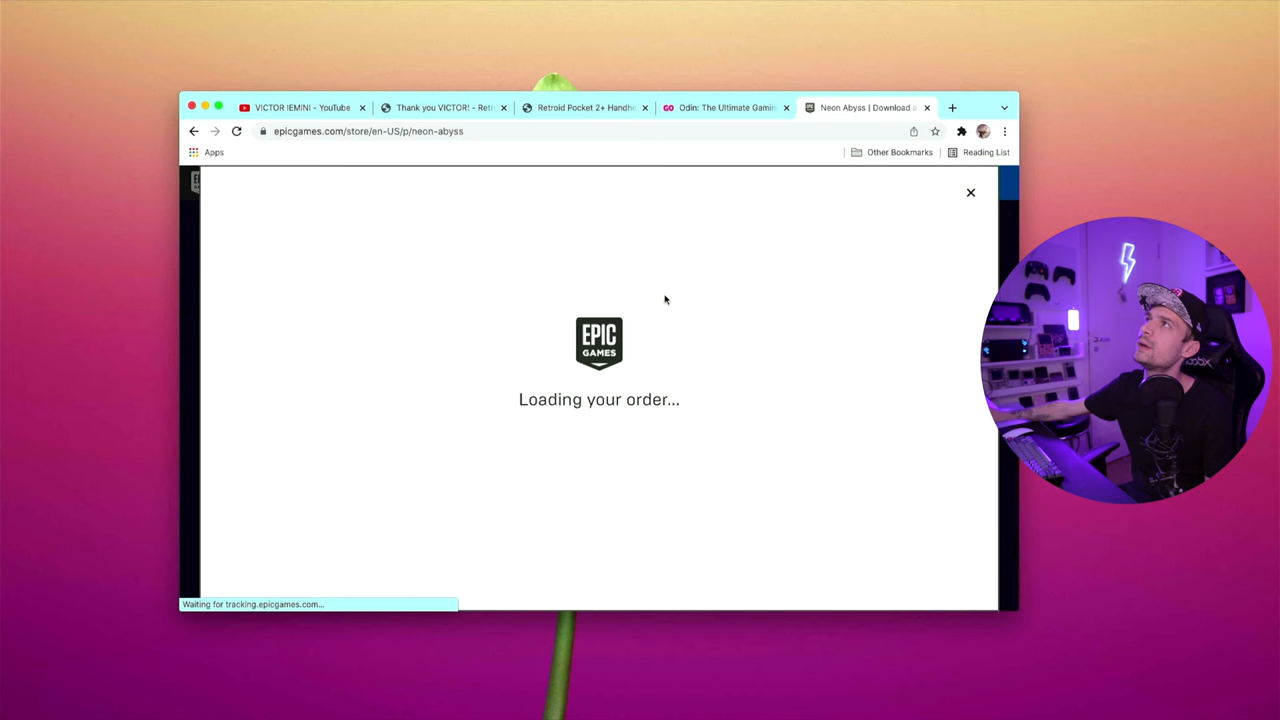 VICTOR IEMINI - YouTube
Thank you VICTOR! - Retr
Retroid Pocket 2+ Handhe
GO
Odin: The Ultimate Gamin
Neon Abyss | Download a
epicgames.com/store/en-US/p/neon-abyss
Apps
Other Bookmarks
Reading List
EPIC
GAMES
Loading your order...
Waiting for tracking.epicgames.com...